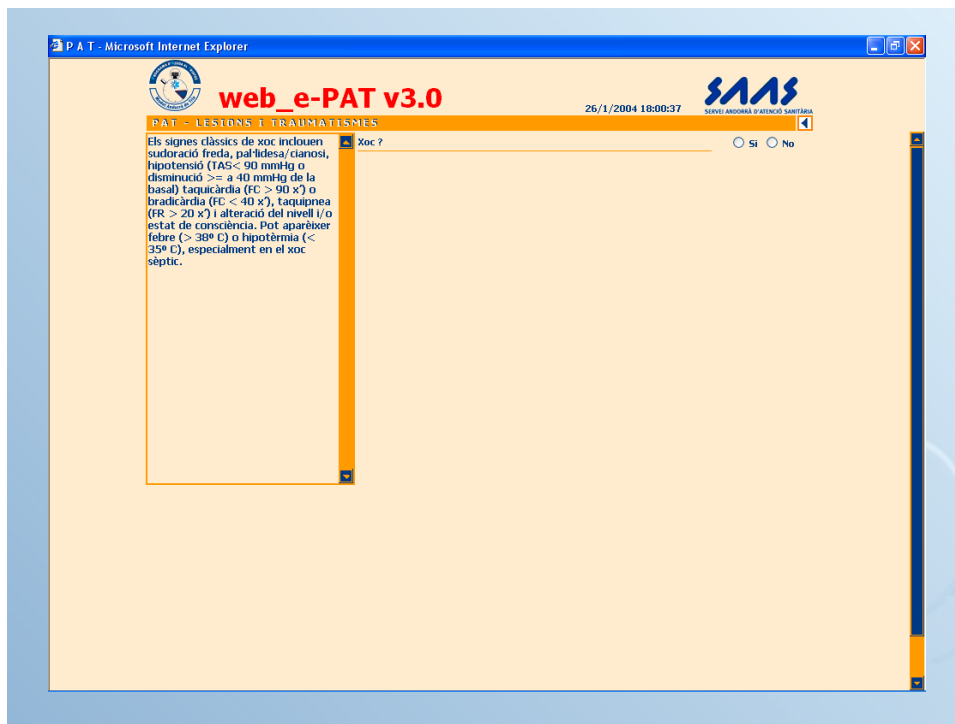 P A T - Microsoft Internet Explorer
web_e-PAT v3.0
26/1/2004 18:00:37
SAAS
SERVEI ANDORRÀ D'ATENCIÓ SANITÀRIA
PAT - LESIONS I TRAUMATISMES
Els signes clàssics de xoc inclouen
sudoració freda, pal·lidesa/cianosi,
hipotensió (TAS< 90 mmHg o
disminució >= a 40 mmHg de la
basal) taquicàrdia (FC > 90 x') o
bradicàrdia (FC < 40 x'), taquipnea
(FR > 20 x') i alteració del nivell i/o
estat de consciència. Pot aparèixer
febre (> 38º C) o hipotèrmia (<
35º C), especialment en el xoc
sèptic.
Xoc ?
Si No